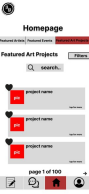 Homepage
Featured Artists Featured Events Featured Art Projects
Featured Art Projects Filters
search..
project name
pic
project name
pic
project name
pic
page 1 of 100